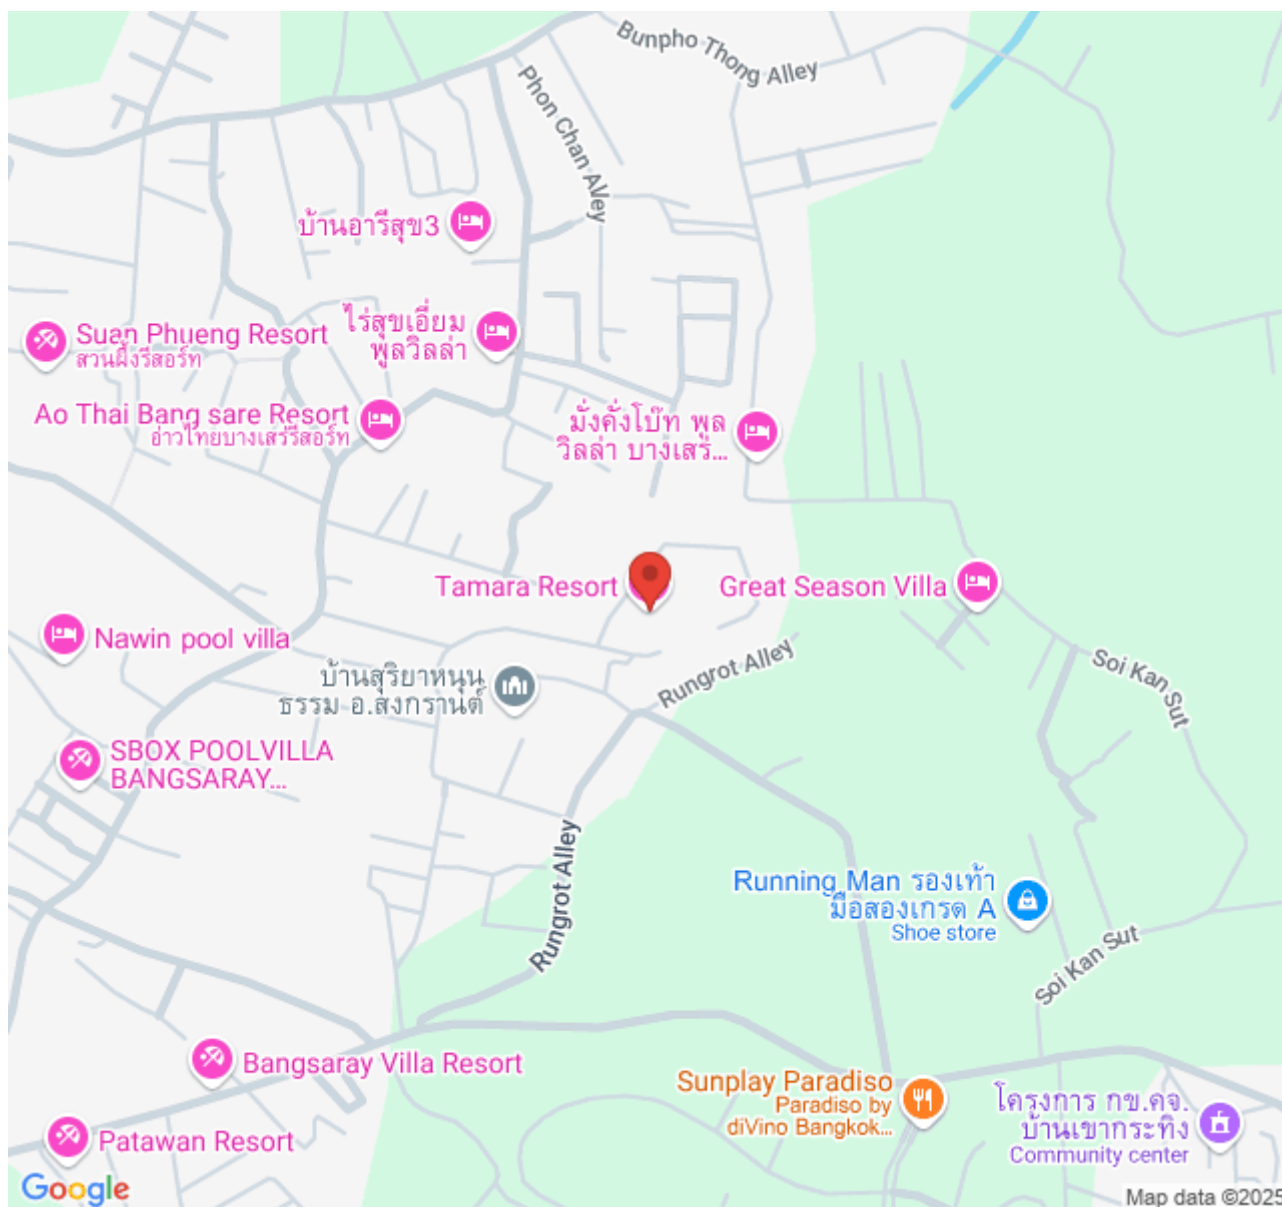 Bunpho Thong Alley
Phon Chan Alley
บ้านอารีสุข3
ไร่สุขเอี่ยม
พูลวิลล่า
Suan Phueng Resort
สวนผึ้งรีสอร์ท
Ao Thai Bang sare Resort
อ่าวไทยบางเสร่รีสอร์ท
มั่งคั่งโบ๊ท พูล
วิลล่า บางเสร่...
Tamara Resort
Great Season Villa
Nawin pool villa
บ้านสุริยาหนุน
ธรรม อ.สงกรานต์
Rungrot Alley
Soi Kan Sut
SBOX POOLVILLA
BANGSARAY...
Rungrot Alley
Running Man รองเท้า
มือสองเกรด A
Shoe store
Soi Kan Sut
Bangsaray Villa Resort
Sunplay Paradiso
Paradiso by
diVino Bangkok...
โครงการ กข.คจ.
บ้านเขากระทิง
Community center
Patawan Resort
Google
Map data ©2025